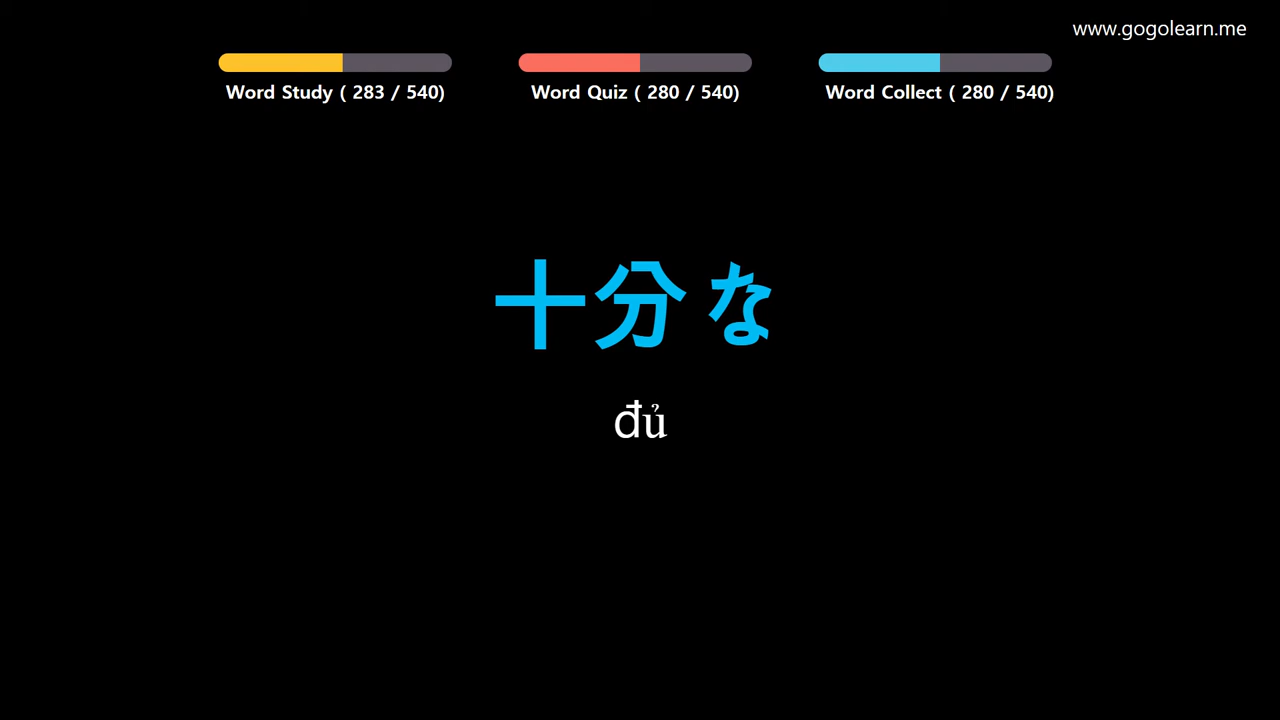 www.gogolearn.me
Word Study ( 283 / 540)
Word Quiz ( 280 / 540)
Word Collect ( 280 / 540)
十分な
đủ